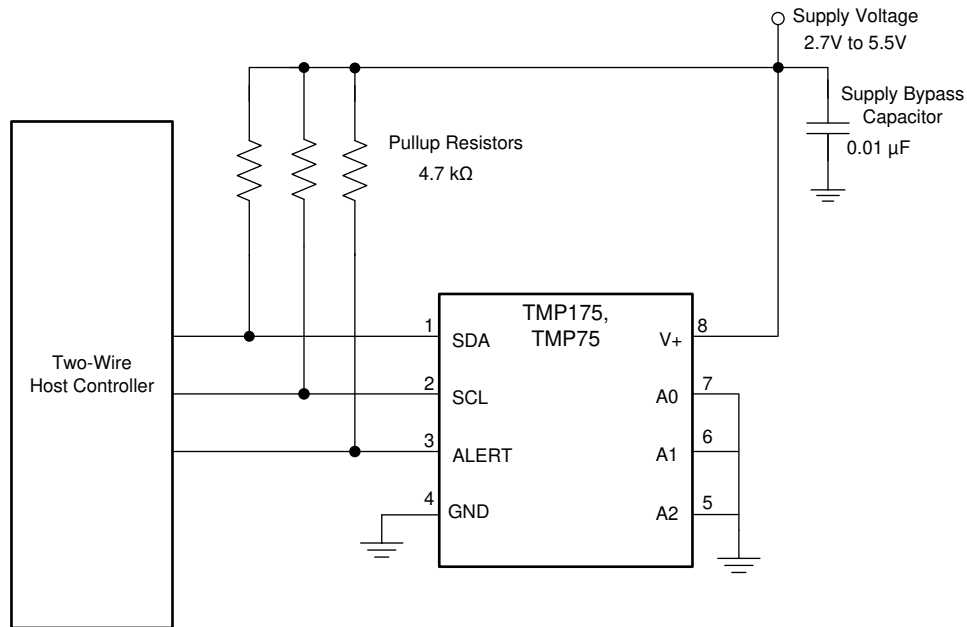 Supply Voltage
2.7V to 5.5V
Supply Bypass
Capacitor
0.01 µF
Pullup Resistors
4.7 kΩ
Two-Wire
Host Controller
TMP175,
TMP75
1
SDA
2
SCL
3
ALERT
4
GND
8
V+
7
A0
6
A1
5
A2